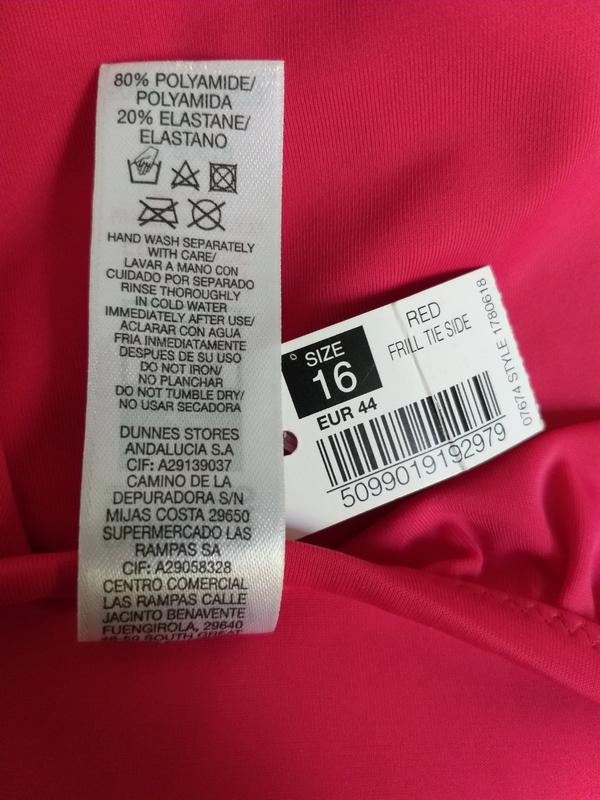 80% POLYAMIDE/
POLYAMIDA
20% ELASTANE/
ELASTANO
HAND WASH SEPARATELY
WITH CARE/
LAVAR A MANO CON
CUIDADO POR SEPARADO
RINSE THOROUGHLY
IN COLD WATER
IMMEDIATELY AFTER USE/
ACLARAR CON AGUA
FRIA INMEDIATAMENTE
DESPUES DE SU USO
DO NOT IRON/
NO PLANCHAR
DO NOT TUMBLE DRY/
NO USAR SECADORA
DUNNES STORES
ANDALUCIA S.A
CIF: A29139037
CAMINO DE LA
DEPURADORA S/N
MIJAS COSTA 29650
SUPERMERCADO LAS
RAMPAS SA
CIF: A29058328
CENTRO COMERCIAL
LAS RAMPAS CALLE
JACINTO BENAVENTE
FUENGIROLA, 29640
SOUTH GREAT
SIZE
16
EUR 44
RED
FRILL TIE SIDE
5099019192979
07674 STYLE 1780618